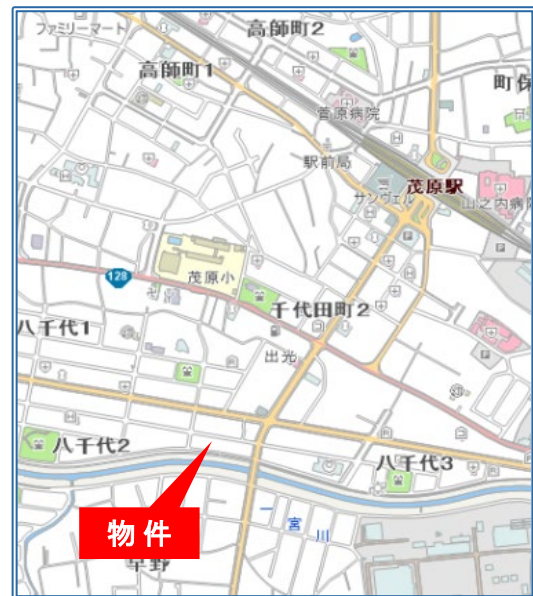 ファミリーマート
高師町2
高師町1
町保
菅原病院
駅前局
茂原駅
サンヴェル
山之内病院
128
茂原小
千代田町2
八千代1
出光
八千代2
八千代3
物件
一宮川
早野